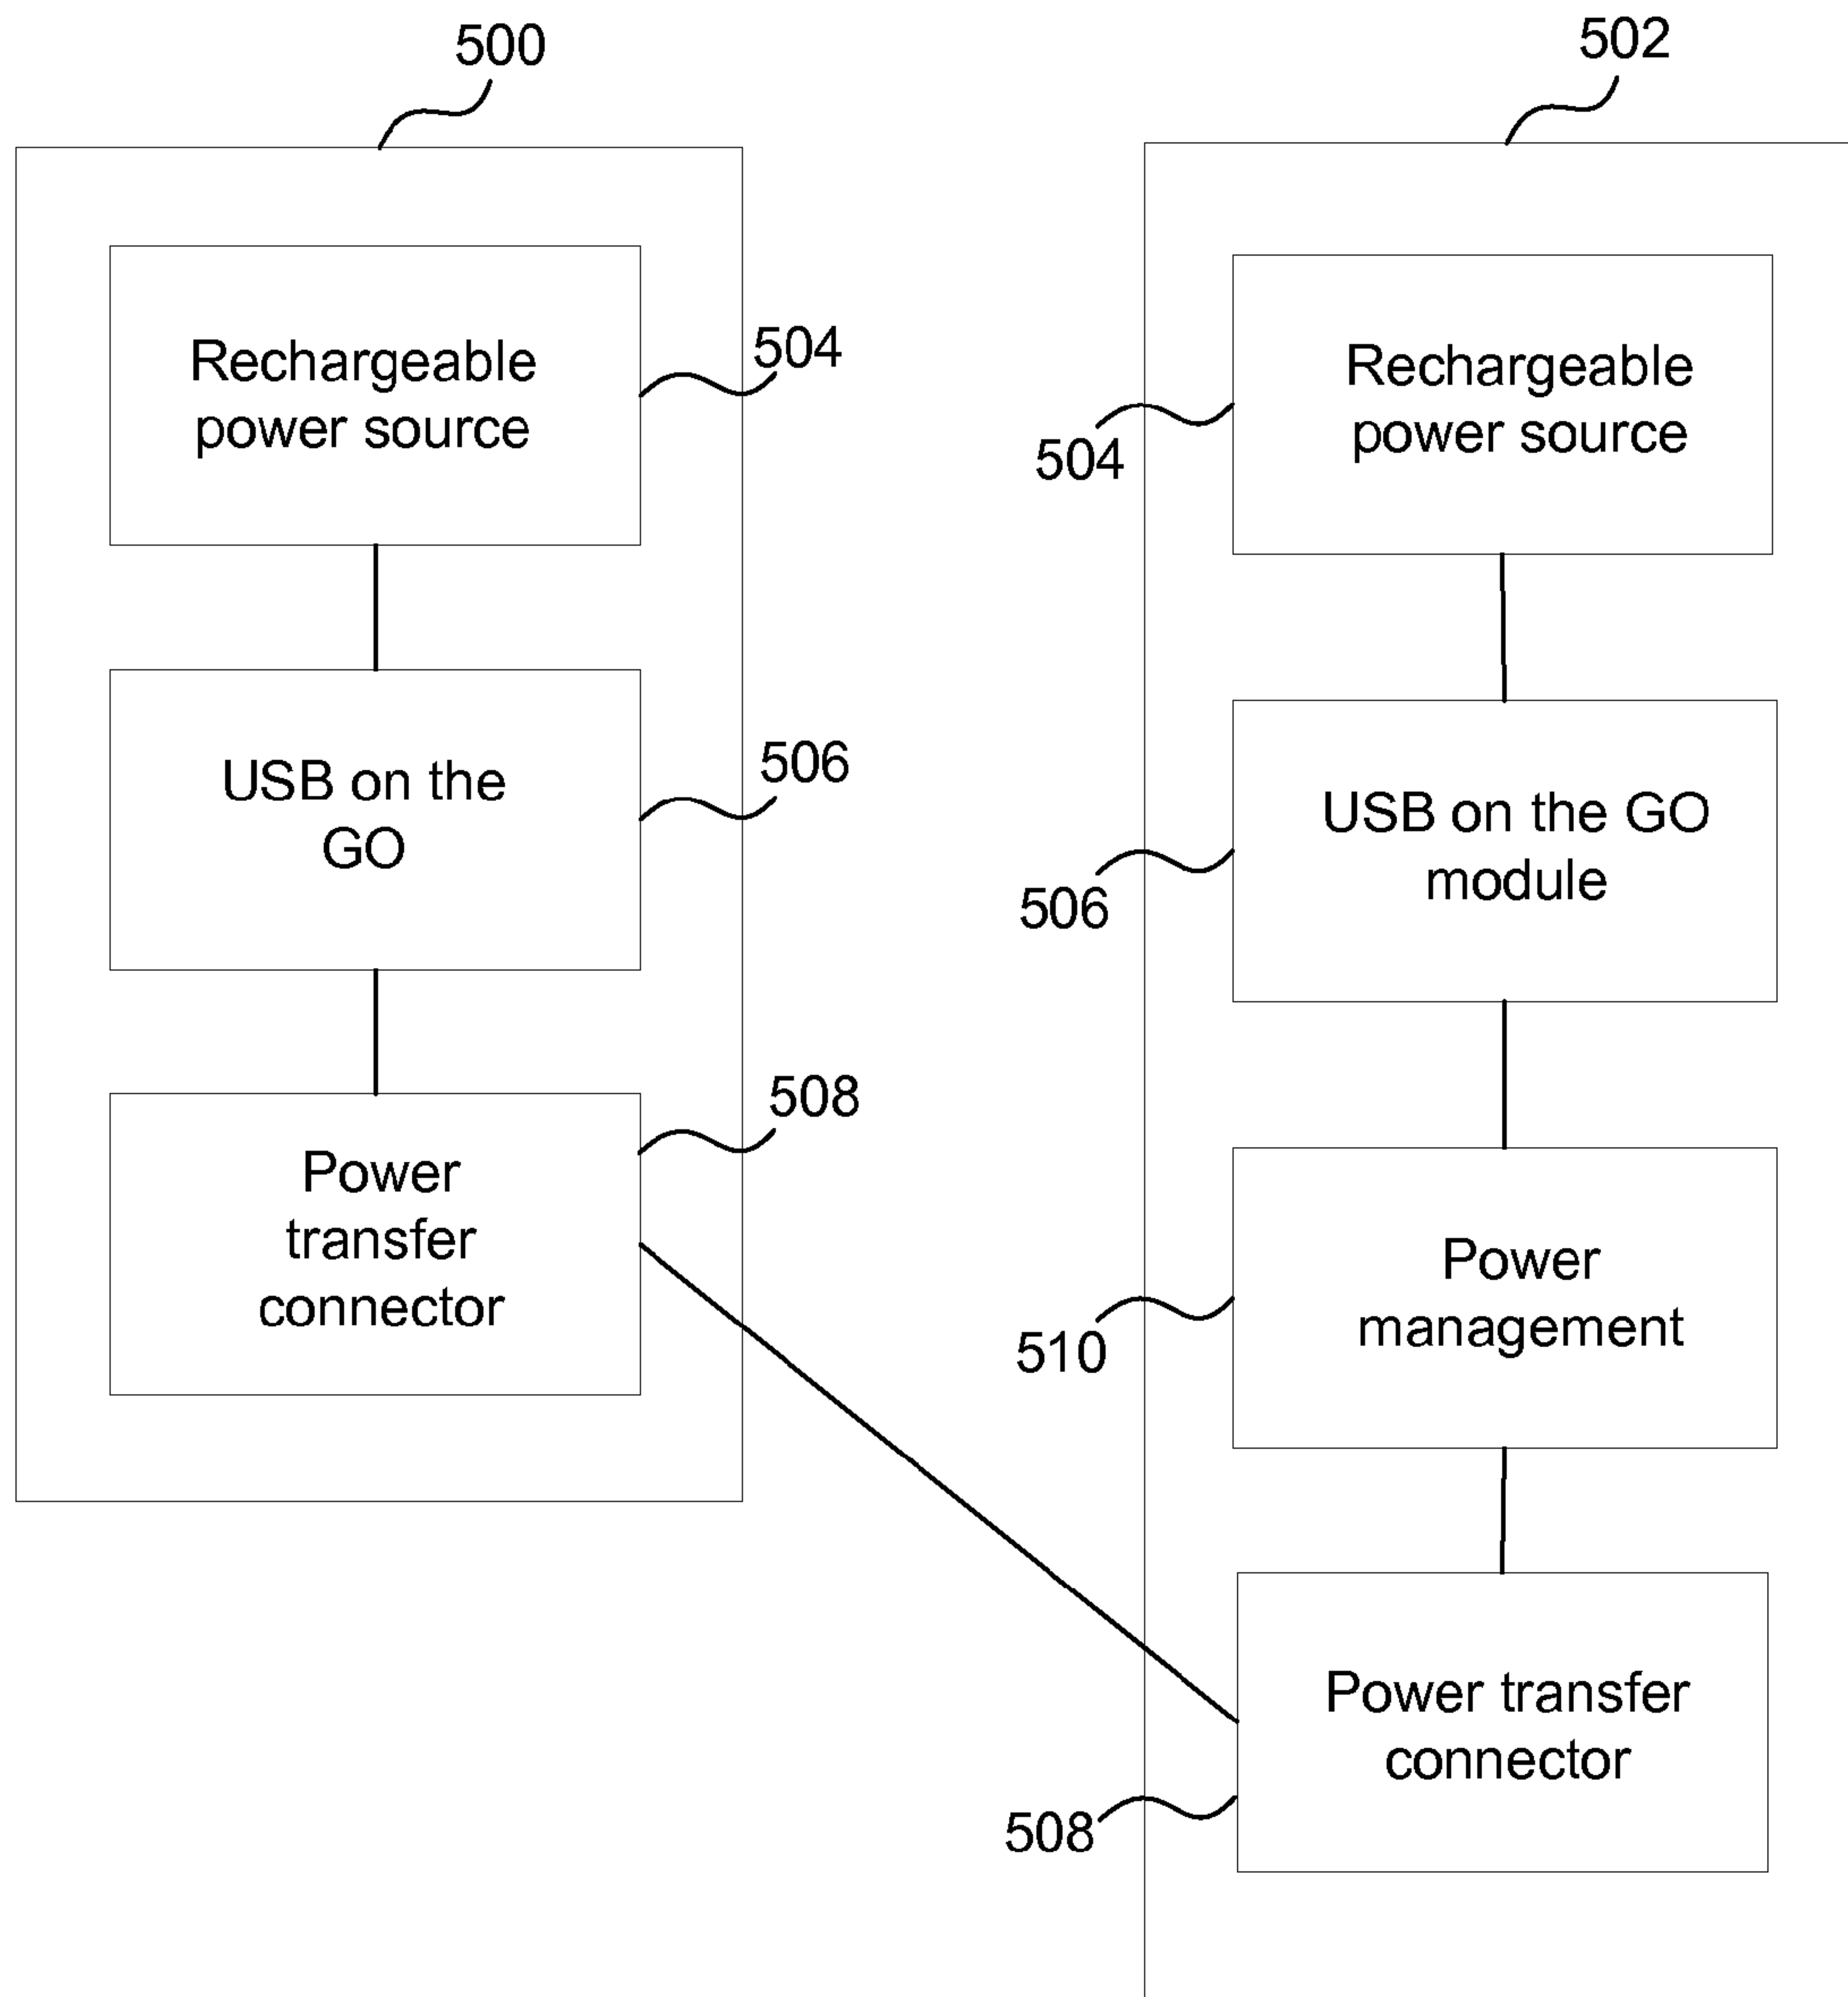 500
Rechargeable
power source
504
USB on the
GO
506
Power
transfer
connector
508
502
Rechargeable
power source
504
USB on the GO
module
506
Power
management
510
Power transfer
connector
508